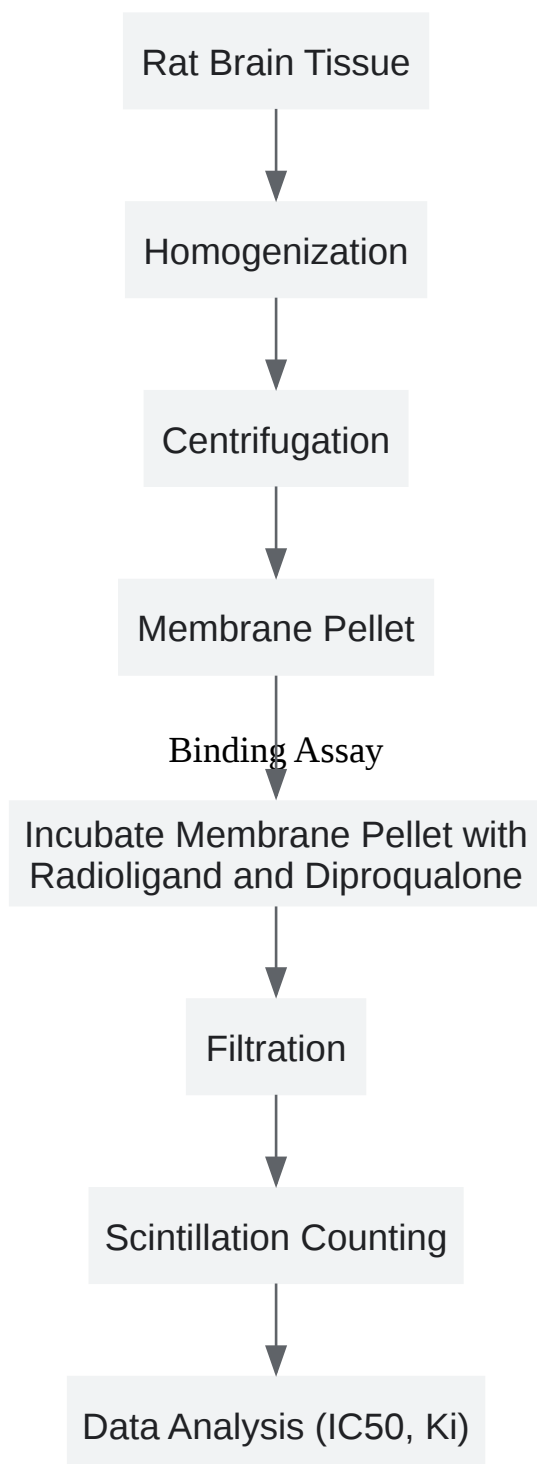 Rat Brain Tissue
Homogenization
Centrifugation
Membrane Pellet
Binding Assay
Incubate Membrane Pellet with
Radioligand and Diproqualone
Filtration
Scintillation Counting
Data Analysis (IC50, Ki)